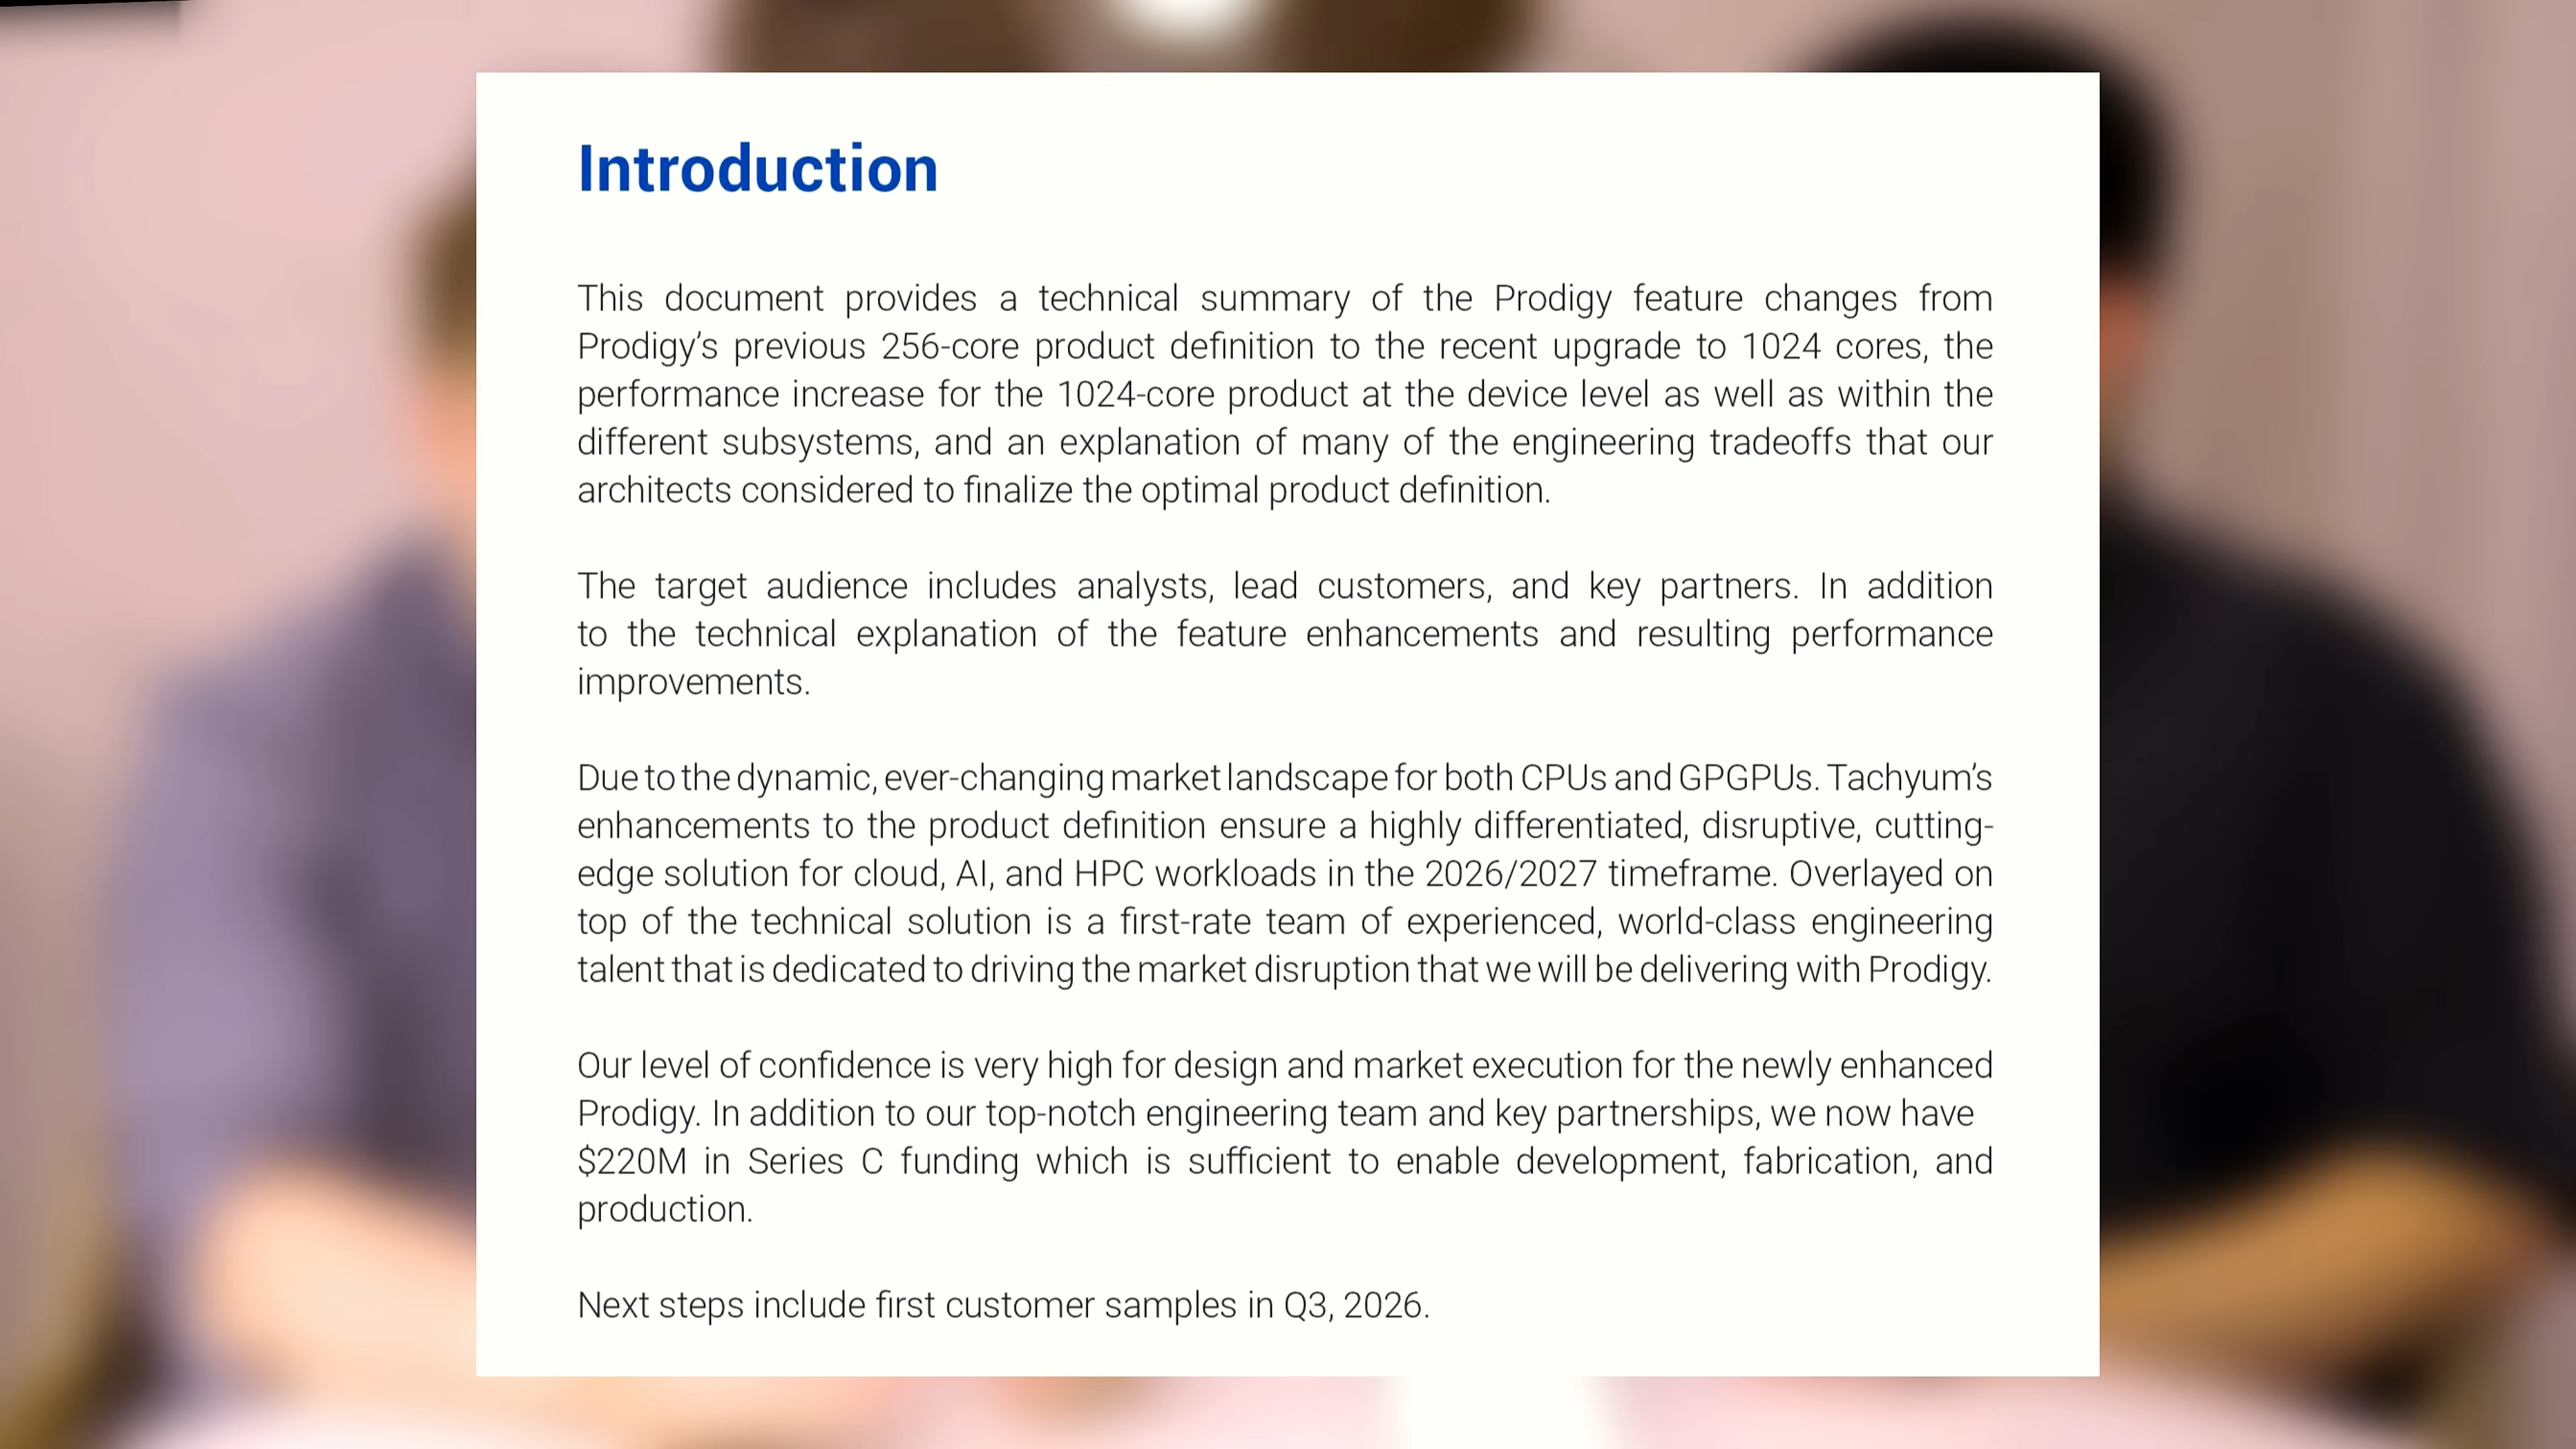 Introduction
This document provides a technical summary of the Prodigy feature changes from
Prodigy’s previous 256-core product definition to the recent upgrade to 1024 cores, the
performance increase for the 1024-core product at the device level as well as within the
different subsystems, and an explanation of many of the engineering tradeoffs that our
architects considered to finalize the optimal product definition.
The target audience includes analysts, lead customers, and key partners. In addition
to the technical explanation of the feature enhancements and resulting performance
improvements.
Due to the dynamic, ever-changing market landscape for both CPUs and GPGPUs. Tachyum’s
enhancements to the product definition ensure a highly differentiated, disruptive, cutting-
edge solution for cloud, AI, and HPC workloads in the 2026/2027 timeframe. Overlayed on
top of the technical solution is a first-rate team of experienced, world-class engineering
talent that is dedicated to driving the market disruption that we will be delivering with Prodigy.
Our level of confidence is very high for design and market execution for the newly enhanced
Prodigy. In addition to our top-notch engineering team and key partnerships, we now have
$220M in Series C funding which is sufficient to enable development, fabrication, and
production.
Next steps include first customer samples in Q3, 2026.